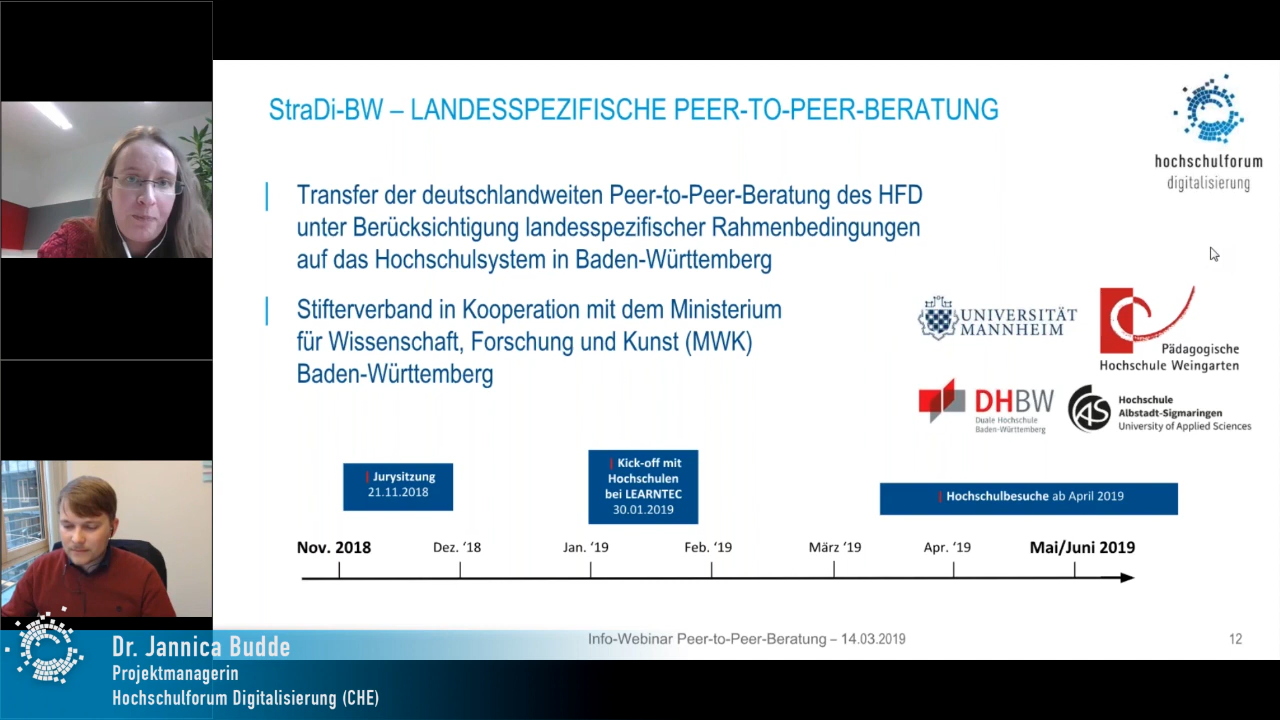 StraDi-BW – LANDESSPEZIFISCHE PEER-TO-PEER-BERATUNG
hochschulforum
digitalisierung
Transfer der deutschlandweiten Peer-to-Peer-Beratung des HFD
unter Berücksichtigung landesspezifischer Rahmenbedingungen
auf das Hochschulsystem in Baden-Württemberg
Stifterverband in Kooperation mit dem Ministerium
für Wissenschaft, Forschung und Kunst (MWK)
Baden-Württemberg
UNIVERSITÄT
MANNHEIM
Pädagogische
Hochschule Weingarten
DHBW
Duale Hochschule
Baden-Württemberg
AS
Hochschule
Albstadt-Sigmaringen
University of Applied Sciences
Jurysitzung
21.11.2018
Kick-off mit
Hochschulen
bei LEARNTEC
30.01.2019
Hochschulbesuche ab April 2019
Nov. 2018 Dez. ‘18 Jan. ‘19 Feb. ‘19 März ‘19 Apr. ‘19 Mai/Juni 2019
Info-Webinar Peer-to-Peer-Beratung – 14.03.2019
12
Dr. Jannica Budde
Projektmanagerin
Hochschulforum Digitalisierung (CHE)